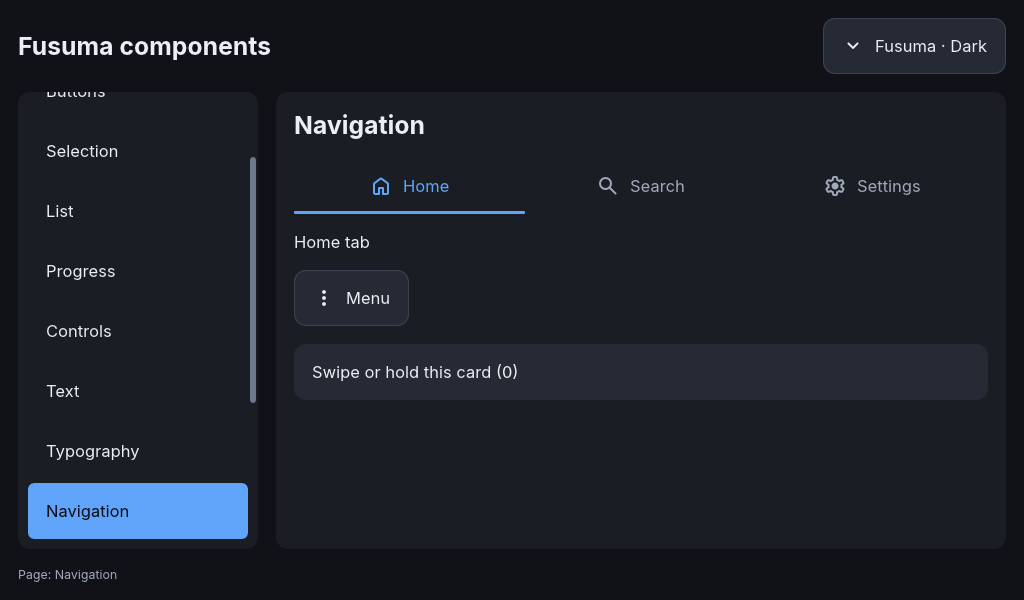 Fusuma components
Fusuma · Dark
Buttons
Selection
List
Progress
Controls
Text
Typography
Navigation
Navigation
Home
Search
Settings
Home tab
Menu
Swipe or hold this card (0)
Page: Navigation